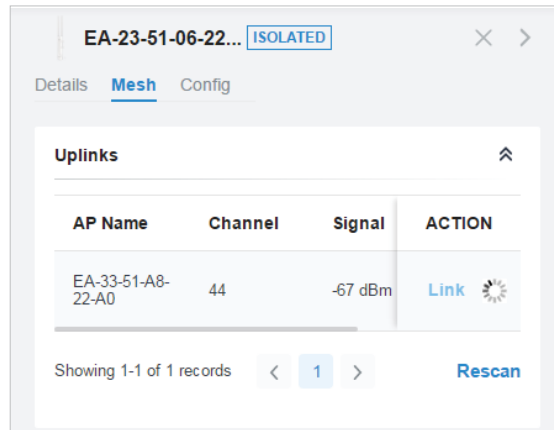 EA-23-51-06-22... ISOLATED
Details Mesh Config
Uplinks
AP Name Channel Signal ACTION
EA-33-51-A8-
22-A0 44 -67 dBm Link
Showing 1-1 of 1 records < 1 > Rescan